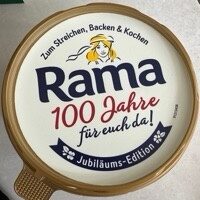 Zum Streichen, Backen & Kochen
Rama
100 Jahre
für euch da!
Jubiläums-Edition